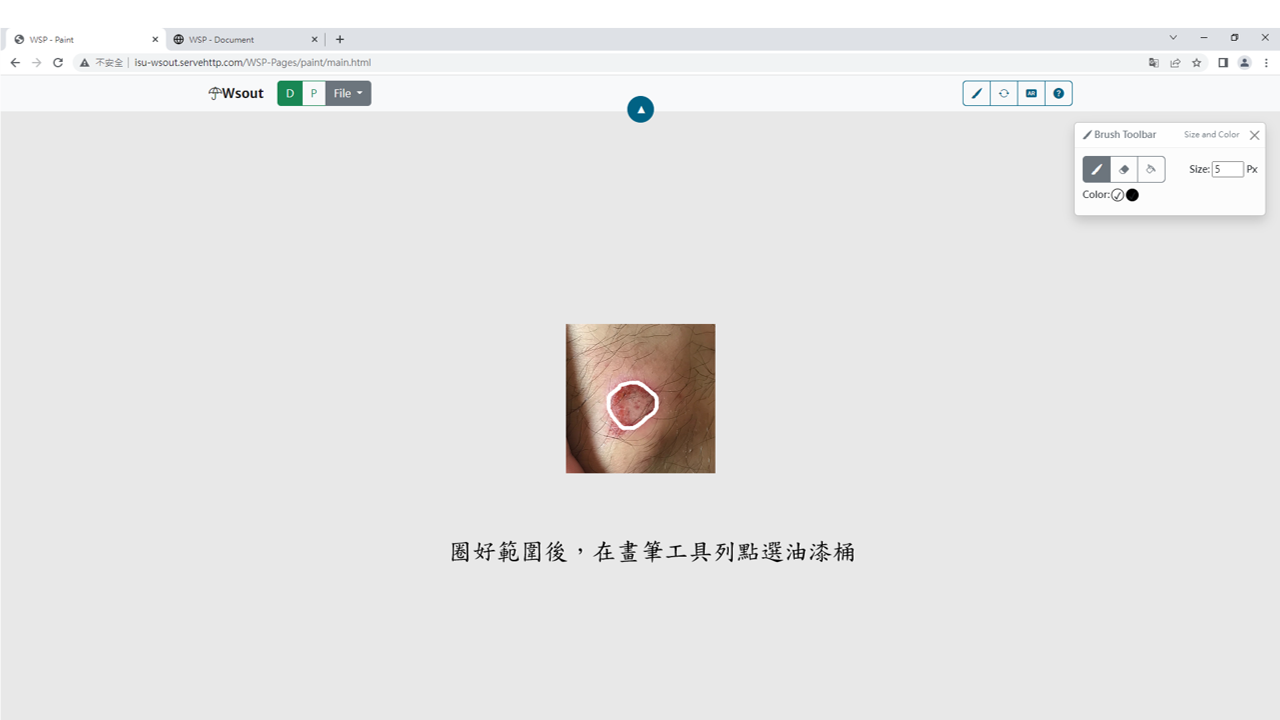 WSP - Paint
WSP - Document
不安全 | isu-wsout.servehttp.com/WSP-Pages/paint/main.html
Wsout D P File AR ?
Brush Toolbar Size and Color
Size: 5 Px
Color:
圈好範圍後，在畫筆工具列點選油漆桶